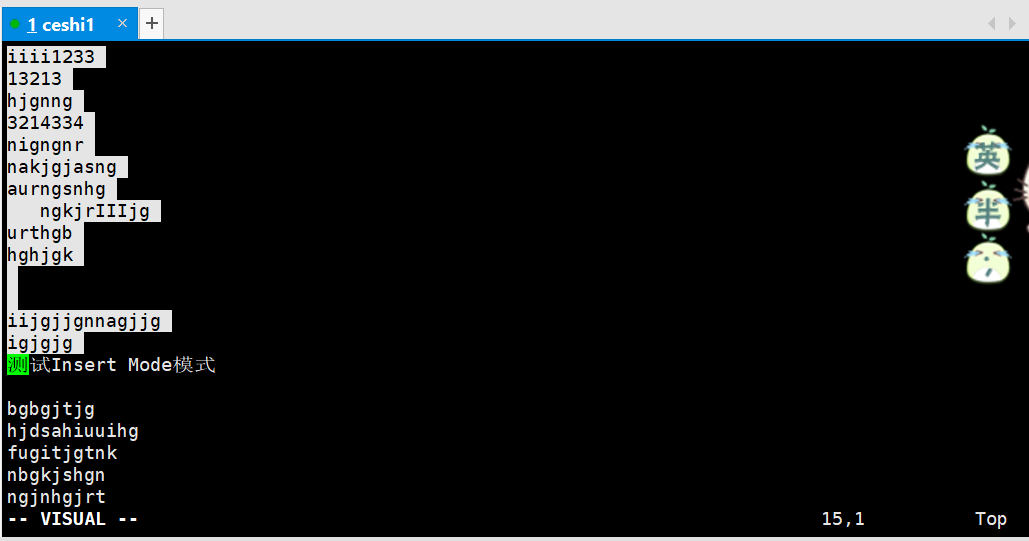 1 ceshi1 × +
iiii1233
13213
hjgnng
3214334
nigngnr
nakjgjasng
aurngsnhg
   ngkjrIIIjg
urthgb
hghjgk
iijgjjgnnagjjg
igjgjg
测试Insert Mode模式
bgbgjtjg
hjdsahiuuihg
fugitjgtnk
nbgkjshgn
ngjnhgjrt
-- VISUAL -- 15,1 Top
英
半